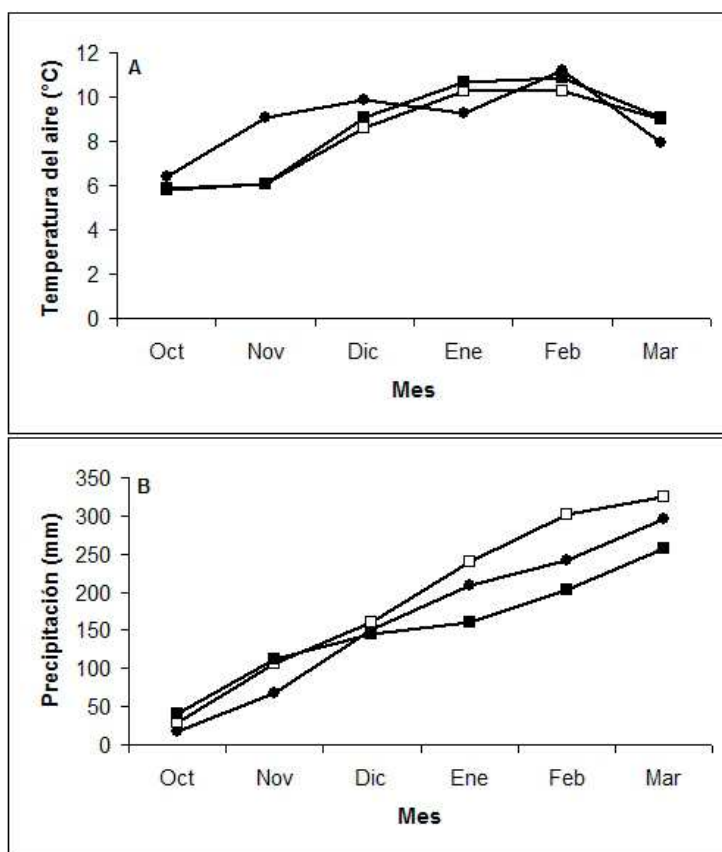 A
Temperatura del aire (°C)
12
10
8
6
4
2
0
Oct Nov Dic Ene Feb Mar
Mes
B
Precipitación (mm)
350
300
250
200
150
100
50
0
Oct Nov Dic Ene Feb Mar
Mes